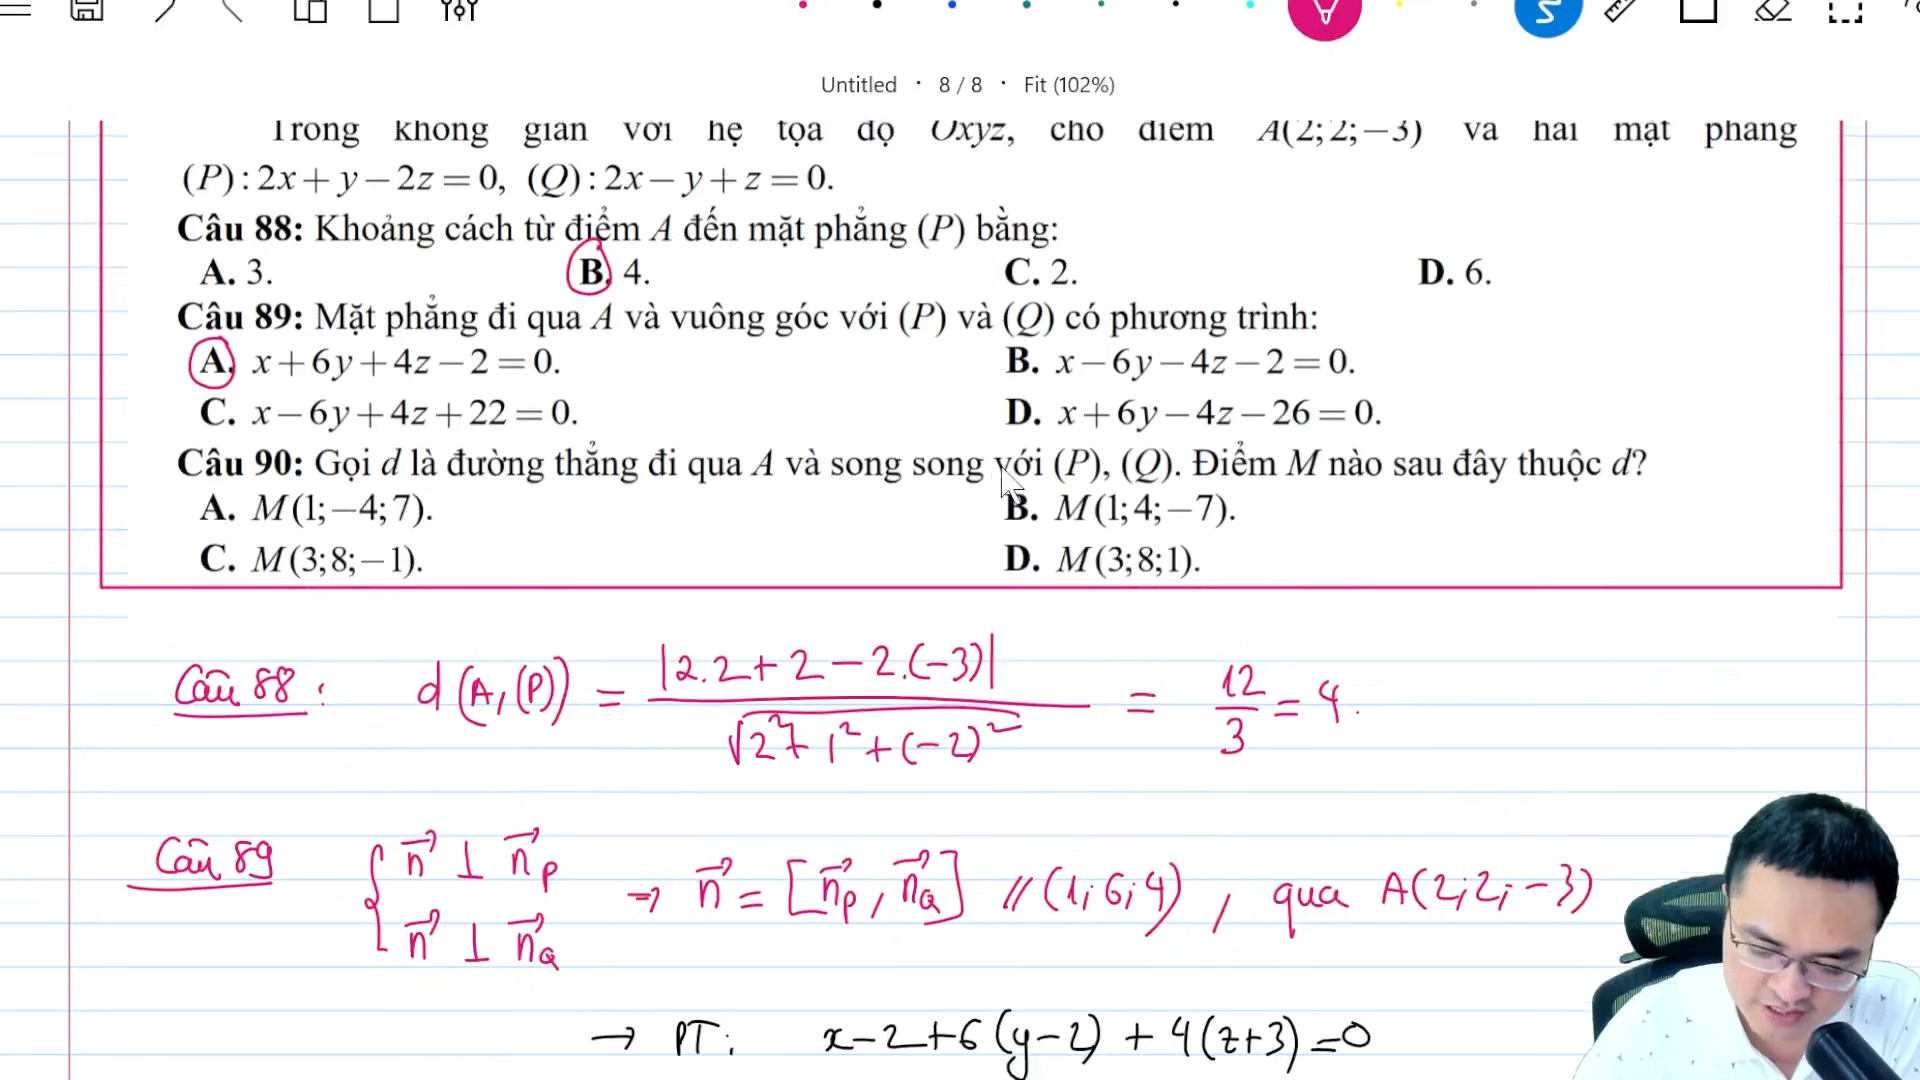 Untitled • 8 / 8 • Fit (102%)
Trong không gian với hệ tọa độ Oxyz, cho điểm A(2;2;−3) và hai mặt phẳng
(P):2x+y−2z=0, (Q):2x−y+z=0.
Câu 88: Khoảng cách từ điểm A đến mặt phẳng (P) bằng:
A. 3. B. 4. C. 2. D. 6.
Câu 89: Mặt phẳng đi qua A và vuông góc với (P) và (Q) có phương trình:
A. x+6y+4z−2=0. B. x−6y−4z−2=0.
C. x−6y+4z+22=0. D. x+6y−4z−26=0.
Câu 90: Gọi d là đường thẳng đi qua A và song song với (P), (Q). Điểm M nào sau đây thuộc d?
A. M(1;−4;7). B. M(1;4;−7).
C. M(3;8;−1). D. M(3;8;1).
Câu 88: d(A,(P)) = |2.2+2−2.(−3)| / √(2²+1²+(−2)²) = 12/3 = 4.
Câu 89 { n⃗ ⊥ n⃗_P
n⃗ ⊥ n⃗_Q → n⃗ = [n⃗_P, n⃗_Q] // (1;6;4), qua A(2;2;−3)
→ PT: x−2+6(y−2)+4(z+3)=0